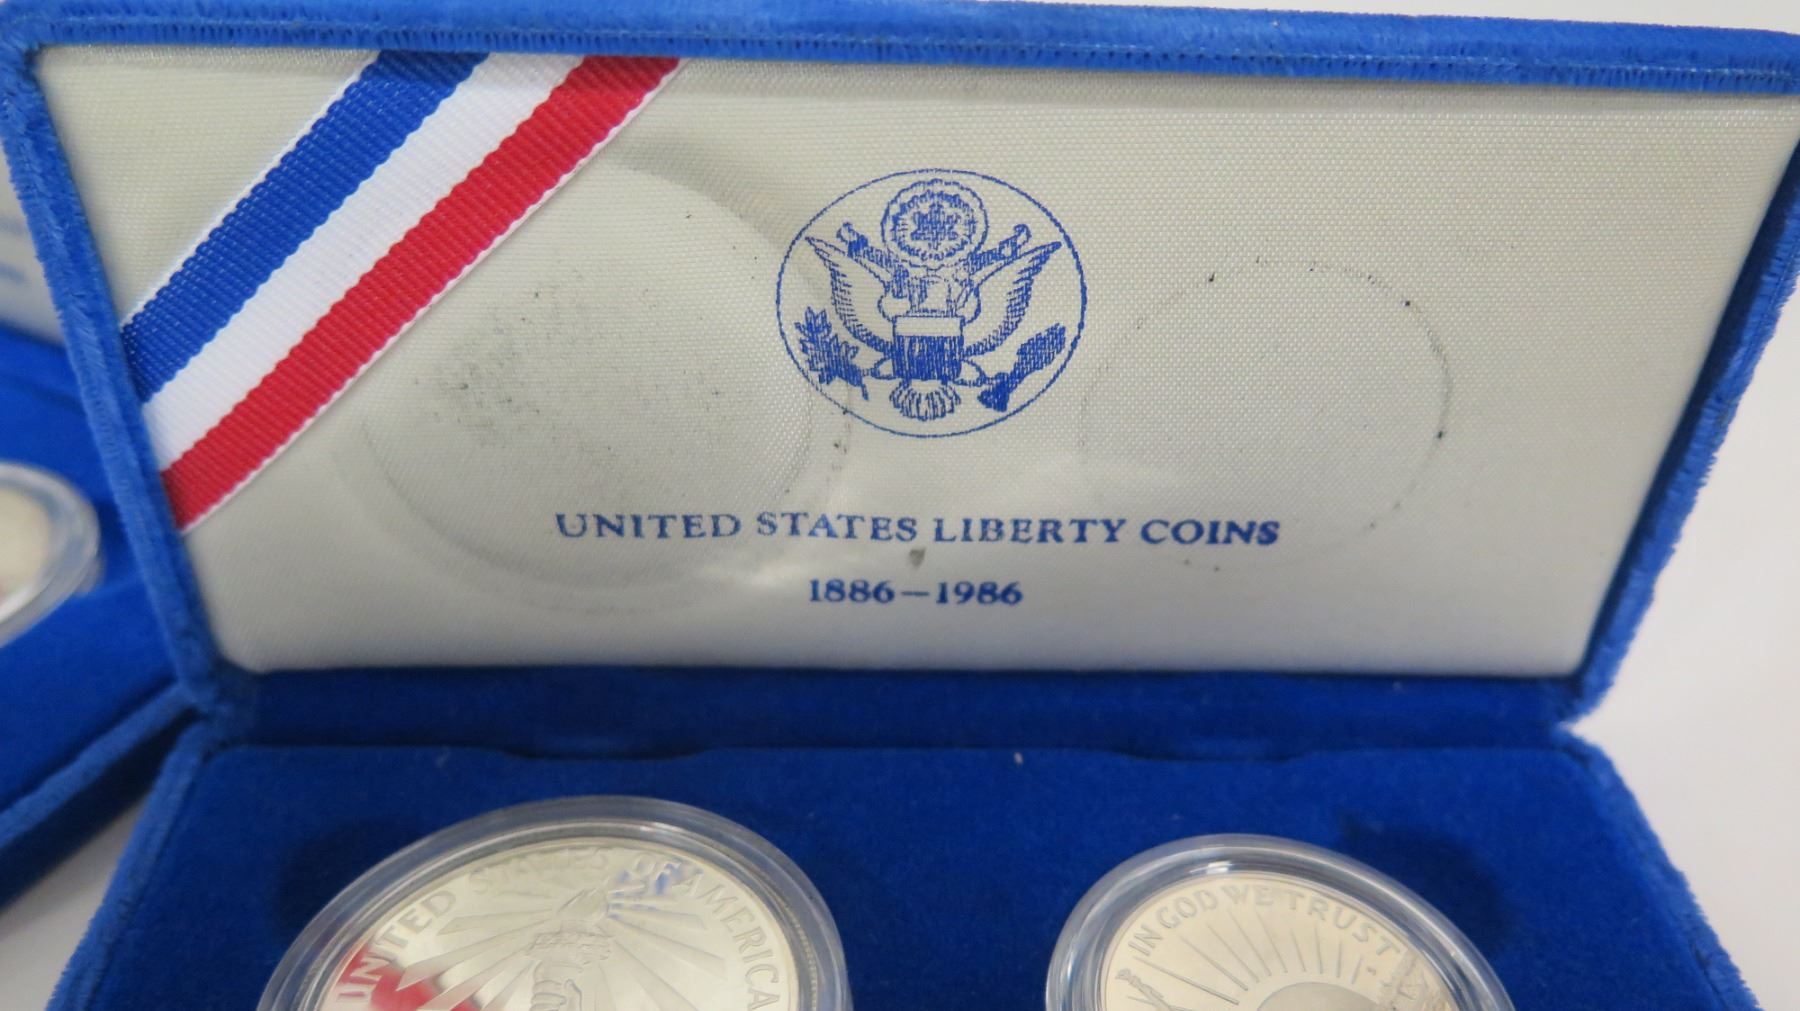 UNITED STATES LIBERTY COINS
1886–1986
UNITED STATES OF AMERICA
IN GOD WE TRUST